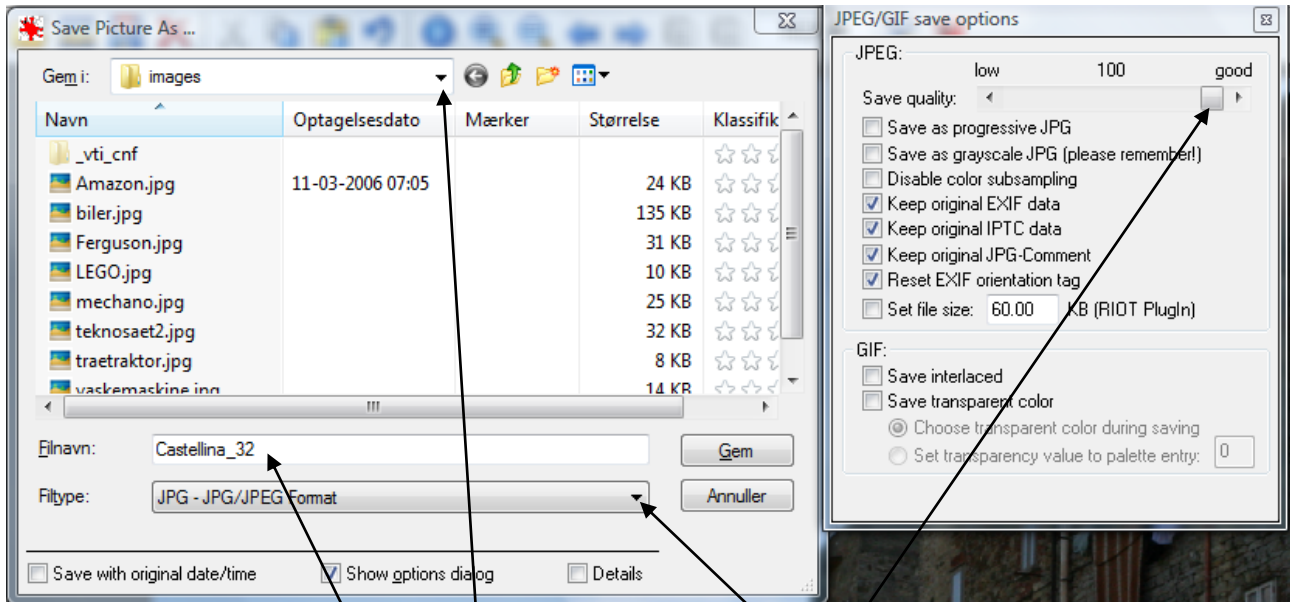 Save Picture As ...
Gem i: images
Navn Optagelsesdato Mærker Størrelse Klassifik
_vti_cnf
Amazon.jpg 11-03-2006 07:05 24 KB
biler.jpg 135 KB
Ferguson.jpg 31 KB
LEGO.jpg 10 KB
mechano.jpg 25 KB
teknosaet2.jpg 32 KB
traetraktor.jpg 8 KB
vaskemaskine.jpg 14 KB
Filnavn: Castellina_32 Gem
Filtype: JPG - JPG/JPEG Format Annuller
Save with original date/time Show options dialog Details
JPEG/GIF save options
JPEG:
low 100 good
Save quality:
Save as progressive JPG
Save as grayscale JPG (please remember!)
Disable color subsampling
Keep original EXIF data
Keep original IPTC data
Keep original JPG-Comment
Reset EXIF orientation tag
Set file size: 60.00 KB (RIOT PlugIn)
GIF:
Save interlaced
Save transparent color
Choose transparent color during saving
Set transparency value to palette entry: 0